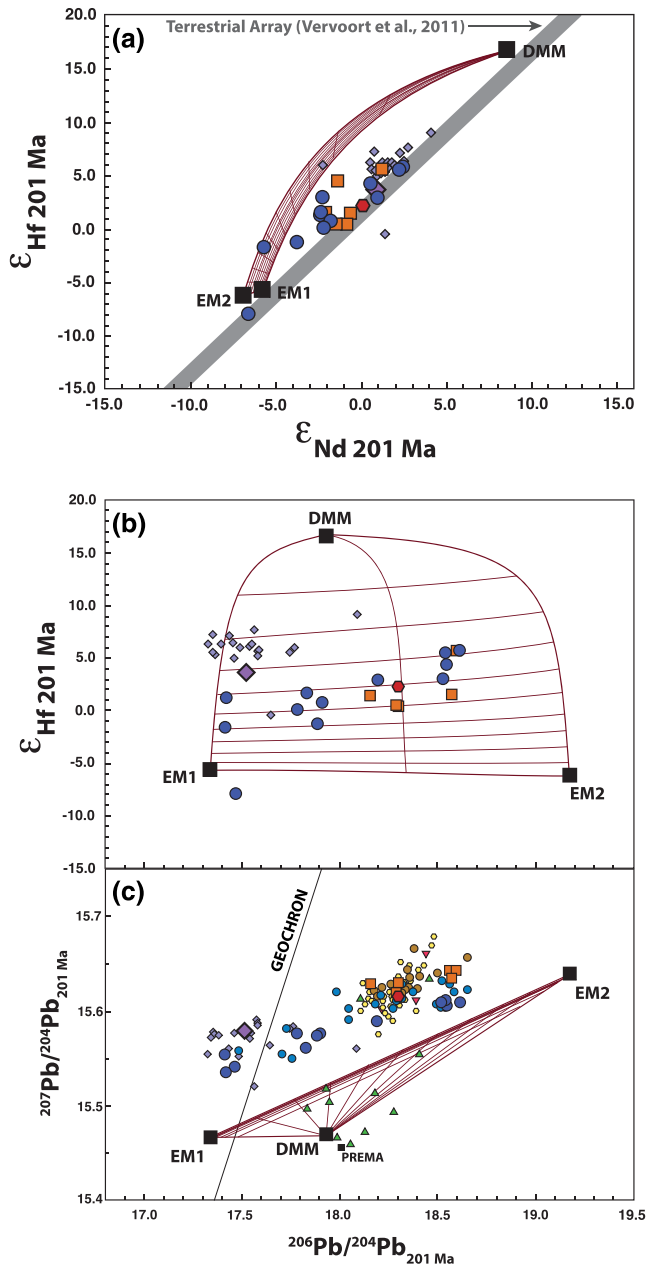 (a)
Terrestrial Array (Vervoort et al., 2011)
DMM
EM2
EM1
20.0
15.0
10.0
5.0
0.0
-5.0
-10.0
-15.0
εHf 201 Ma
-15.0 -10.0 -5.0 0.0 5.0 10.0 15.0
εNd 201 Ma
(b)
DMM
EM1
EM2
20.0
15.0
10.0
5.0
0.0
-5.0
-10.0
-15.0
εHf 201 Ma
(c)
GEOCHRON
EM2
EM1
DMM
PREMA
15.7
15.6
15.5
15.4
207Pb/204Pb201 Ma
17.0 17.5 18.0 18.5 19.0 19.5
206Pb/204Pb201 Ma